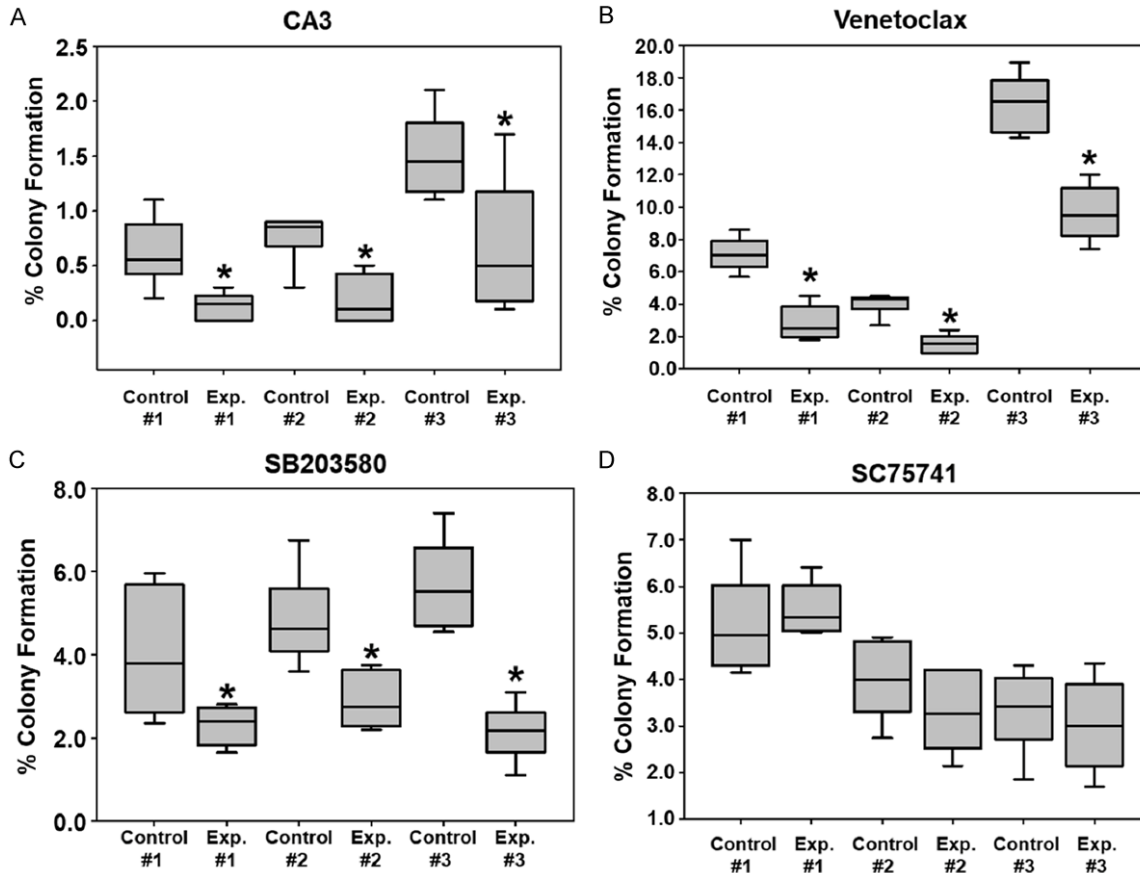 A
CA3
% Colony Formation
2.5
2.0
1.5
1.0
0.5
0.0
*
*
*
Control Exp. Control Exp. Control Exp.
#1 #1 #2 #2 #3 #3
B
Venetoclax
% Colony Formation
20.0
18.0
16.0
14.0
12.0
10.0
8.0
6.0
4.0
2.0
0.0
*
*
*
Control Exp. Control Exp. Control Exp.
#1 #1 #2 #2 #3 #3
C
SB203580
% Colony Formation
8.0
6.0
4.0
2.0
0.0
*
*
*
Control Exp. Control Exp. Control Exp.
#1 #1 #2 #2 #3 #3
D
SC75741
% Colony Formation
8.0
7.0
6.0
5.0
4.0
3.0
2.0
1.0
Control Exp. Control Exp. Control Exp.
#1 #1 #2 #2 #3 #3